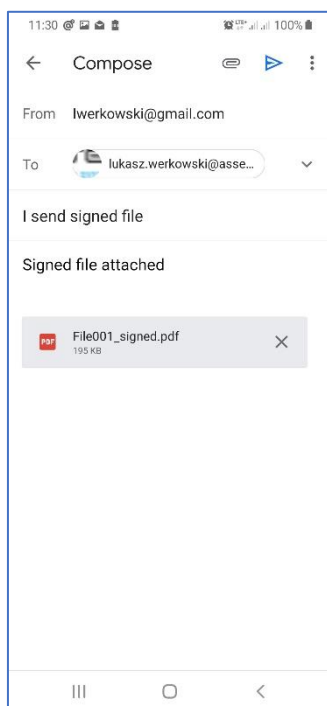 11:30 100%
Compose
From lwerkowski@gmail.com
To lukasz.werkowski@asse...
I send signed file
Signed file attached
PDF File001_signed.pdf
195 KB